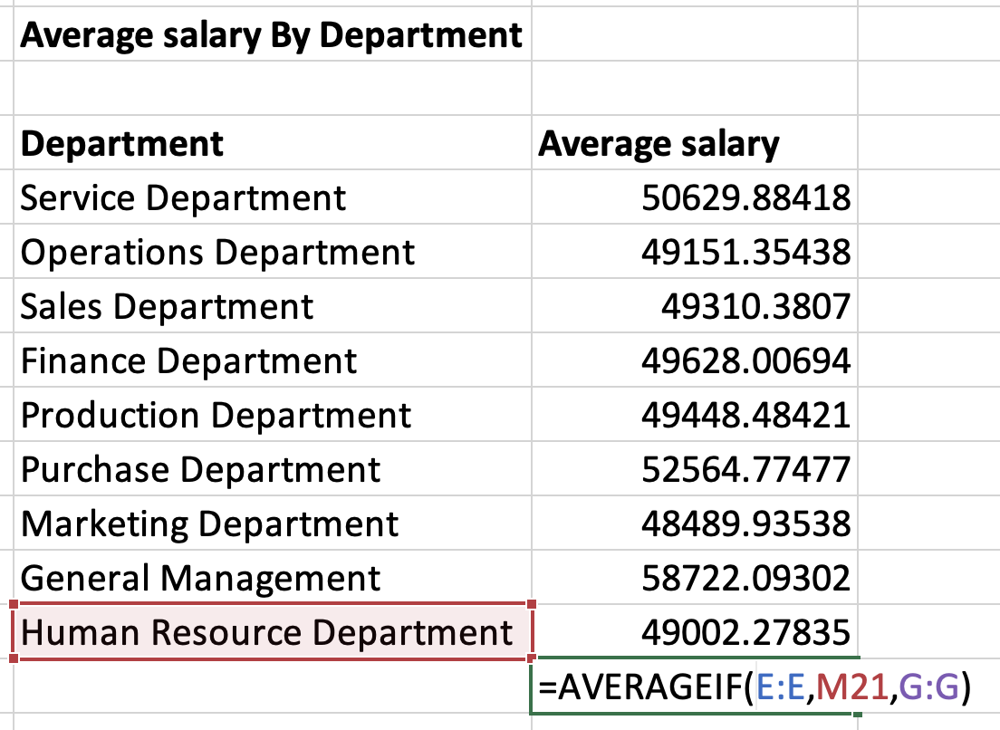 Average salary By Department
Department Average salary
Service Department 50629.88418
Operations Department 49151.35438
Sales Department 49310.3807
Finance Department 49628.00694
Production Department 49448.48421
Purchase Department 52564.77477
Marketing Department 48489.93538
General Management 58722.09302
Human Resource Department 49002.27835
=AVERAGEIF(E:E,M21,G:G)